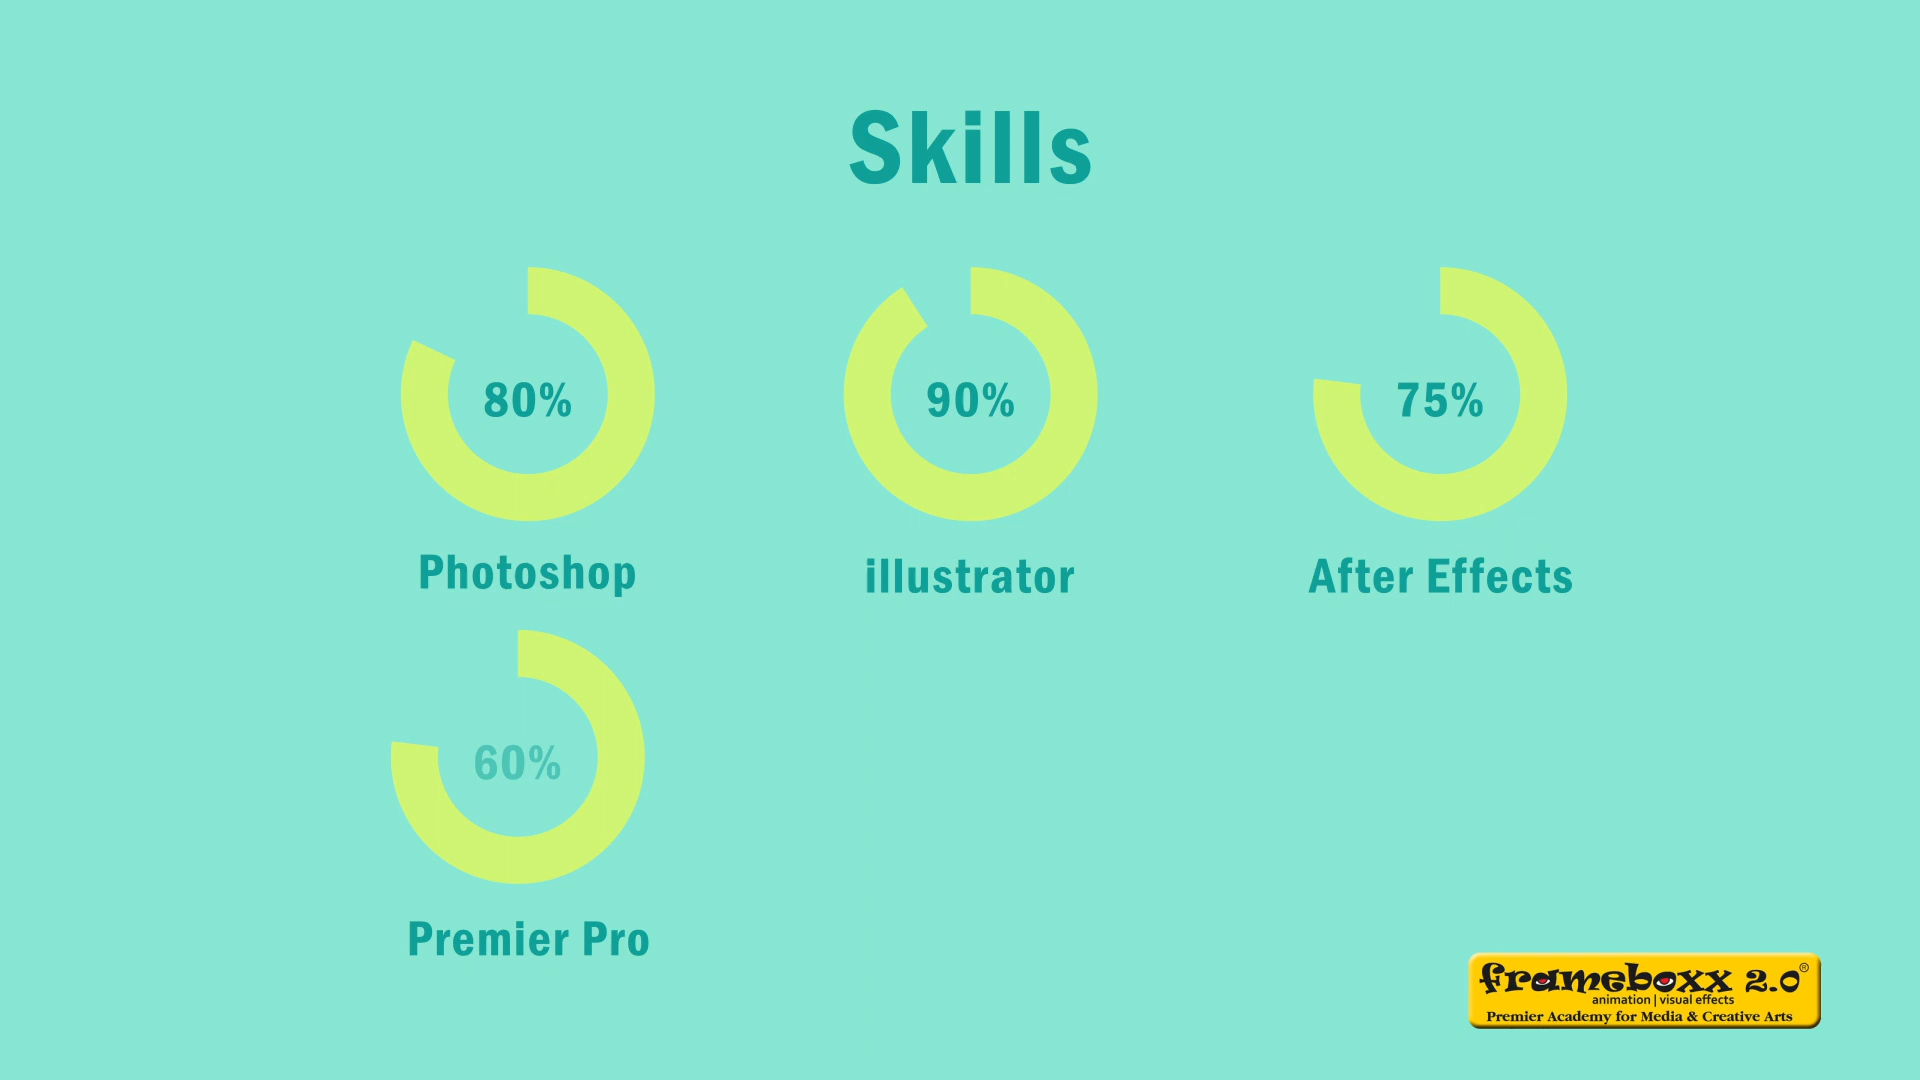 Skills
80%
90%
75%
Photoshop
illustrator
After Effects
60%
Premier Pro
frameboxx 2.0®
animation | visual effects
Premier Academy for Media & Creative Arts